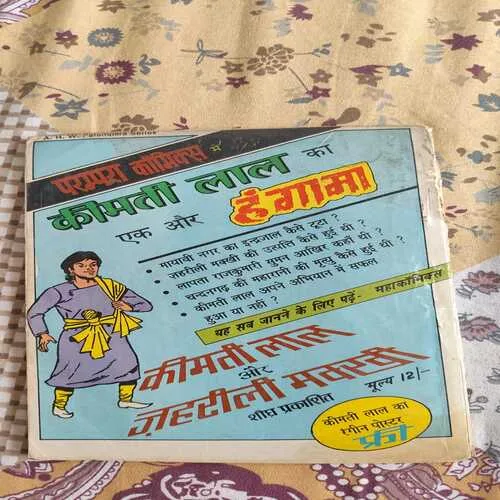 परम्परा कॉमिक्स में
कीमती लाल का
एक और हंगामा
• मायावी नगर का इन्द्रजाल कैसे टूटा ?
• ज़हरीली मक्खी की उत्पत्ति कैसे हुई थी ?
• लापता राजकुमारी सुमन आखिर कहाँ थी ?
• चन्दनगढ़ की महारानी की मृत्यु कैसे हुई थी ?
• कीमती लाल अपने अभियान में सफल
हुआ या नहीं ?
यह सब जानने के लिए पढ़ें- महाकॉमिक्स
कीमती लाल
और
ज़हरीली मक्खी
शीघ्र प्रकाशित मूल्य 12/-
कीमती लाल का
रंगीन पोस्टर
फ्री